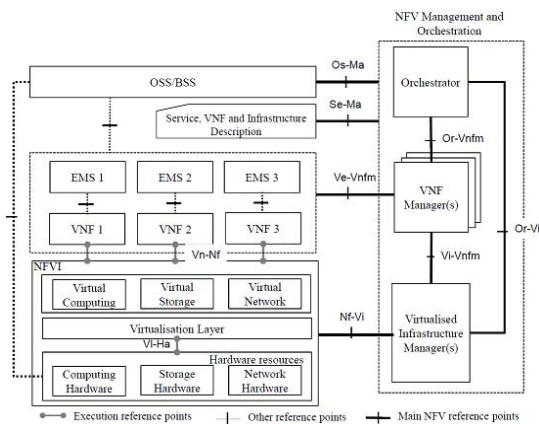 NFV Management and
Orchestration
Os-Ma
OSS/BSS
Orchestrator
Se-Ma
Service, VNF and Infrastructure
Description
Or-Vnfm
EMS 1
EMS 2
EMS 3
Ve-Vnfm
VNF
Manager(s)
VNF 1
VNF 2
VNF 3
Or-Vi
Vn-Nf
NFVI
Vi-Vnfm
Virtual
Computing
Virtual
Storage
Virtual
Network
Nf-Vi
Virtualised
Infrastructure
Manager(s)
Virtualisation Layer
Vl-Ha
Hardware resources
Computing
Hardware
Storage
Hardware
Network
Hardware
Execution reference points
Other reference points
Main NFV reference points